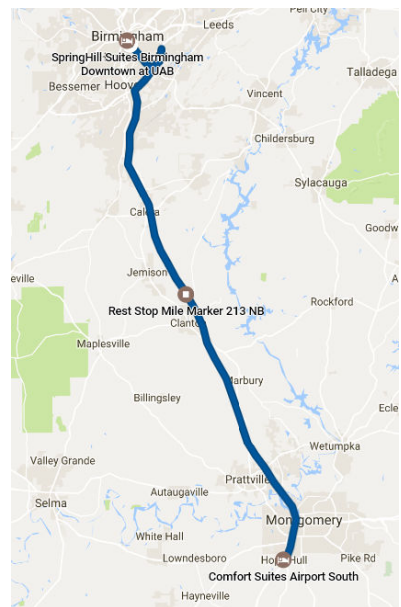 Pell City
Leeds
Birmingham
SpringHill Suites Birmingham
Downtown at UAB
Talladega
Bessemer
Hoover
Vincent
Childersburg
Sylacauga
Calera
Goodw
Jemison
eville
Rockford
Rest Stop Mile Marker 213 NB
Clanton
Maplesville
Marbury
Billingsley
Ecle
Wetumpka
Valley Grande
Prattville
Autaugaville
Selma
Montgomery
White Hall
Lowndesboro
Hope Hull
Pike Rd
Comfort Suites Airport South
Hayneville